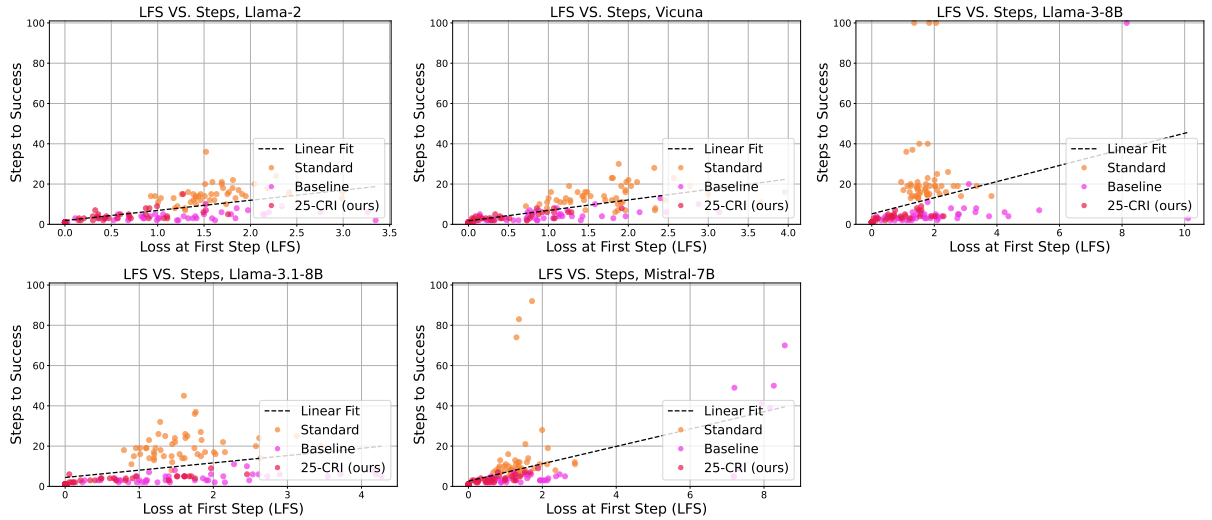 LFS VS. Steps, Llama-2
100
80
60
40
20
0
Steps to Success
0.0 0.5 1.0 1.5 2.0 2.5 3.0 3.5
Loss at First Step (LFS)
Linear Fit
Standard
Baseline
25-CRI (ours)
LFS VS. Steps, Vicuna
100
80
60
40
20
0
Steps to Success
0.0 0.5 1.0 1.5 2.0 2.5 3.0 3.5 4.0
Loss at First Step (LFS)
Linear Fit
Standard
Baseline
25-CRI (ours)
LFS VS. Steps, Llama-3-8B
100
80
60
40
20
0
Steps to Success
0 2 4 6 8 10
Loss at First Step (LFS)
Linear Fit
Standard
Baseline
25-CRI (ours)
LFS VS. Steps, Llama-3.1-8B
100
80
60
40
20
0
Steps to Success
0 1 2 3 4
Loss at First Step (LFS)
Linear Fit
Standard
Baseline
25-CRI (ours)
LFS VS. Steps, Mistral-7B
100
80
60
40
20
0
Steps to Success
0 2 4 6 8
Loss at First Step (LFS)
Linear Fit
Standard
Baseline
25-CRI (ours)